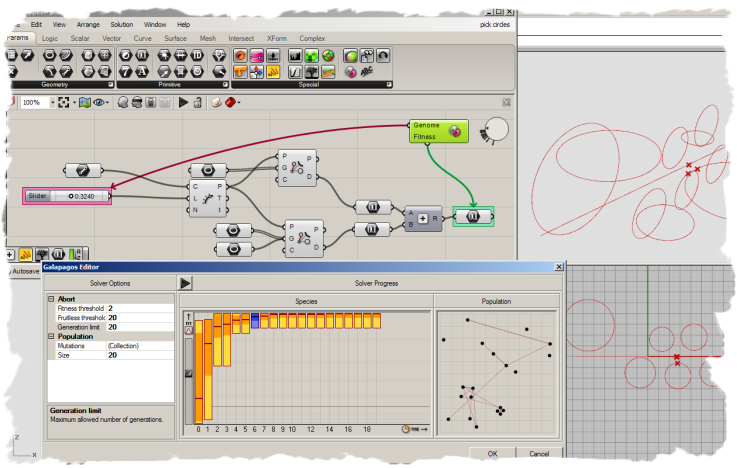 Edit View Arrange Solution Window Help
pick circles
Params Logic Scalar Vector Curve Surface Mesh Intersect XForm Complex
Geometry Primitive Special
100%
Genome
Fitness
Slider 0.3240
C P
L T
N t
P P
G
C D
P P
G
C D
A R
B
Autosave
Galapagos Editor
Solver Options Solver Progress
Abort
Fitness threshold 2
Fruitless threshold 20
Generation limit 20
Population
Mutations (Collection)
Size 20
Generation limit
Maximum allowed number of generations.
Species Population
FIT
0 1 2 3 4 5 6 7 8 9 10 12 14 16 18
TIME
OK Cancel
z
x